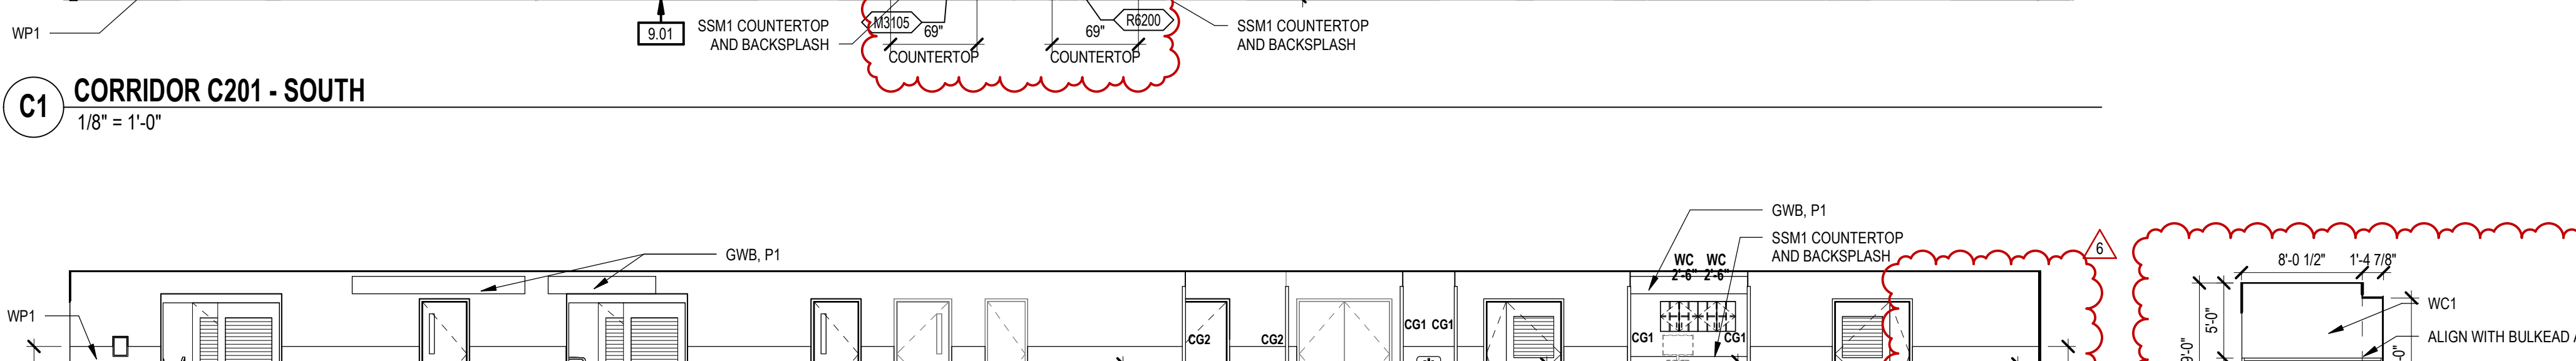 WP1
9.01
SSM1 COUNTERTOP
AND BACKSPLASH
M3105
69"
COUNTERTOP
69"
COUNTERTOP
R6200
SSM1 COUNTERTOP
AND BACKSPLASH
C1
CORRIDOR C201 - SOUTH
1/8" = 1'-0"
GWB, P1
WP1
GWB, P1
SSM1 COUNTERTOP
AND BACKSPLASH
WC WC
2'-6" 2'-6"
CG2 CG2
CG1 CG1
CG1 CG1
6
8'-0 1/2" 1'-4 7/8"
5'-0"
WC1
ALIGN WITH BULKEAD